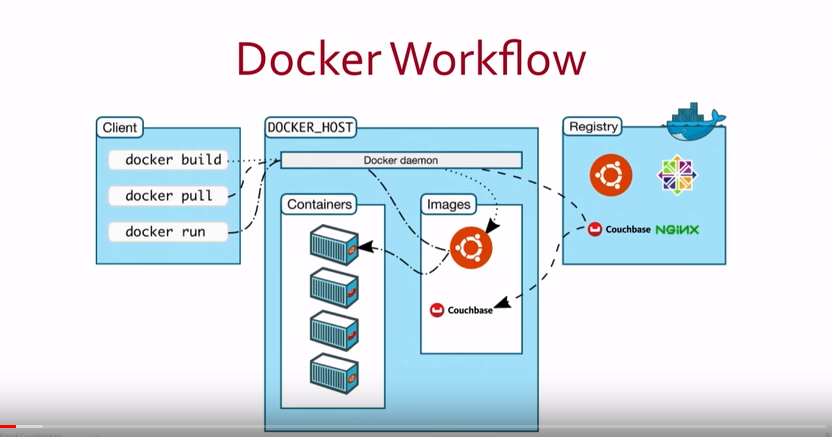 Docker Workflow
Client
docker build
docker pull
docker run
DOCKER_HOST
Docker daemon
Containers
Images
Couchbase
Registry
Couchbase NGINX